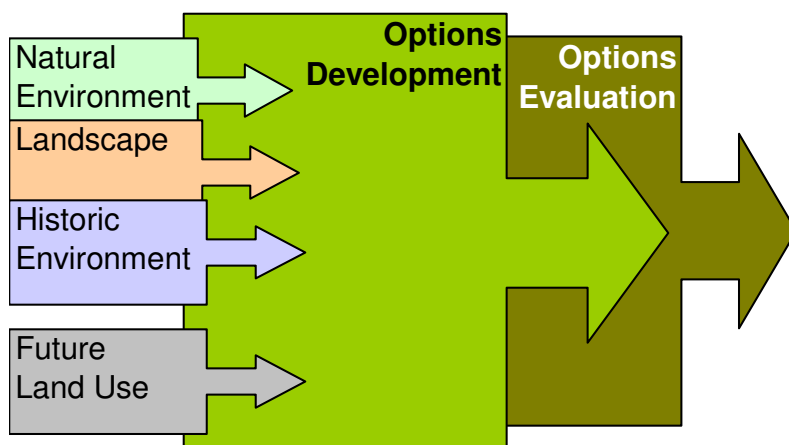 Natural
Environment
Landscape
Historic
Environment
Future
Land Use
Options
Development
Options
Evaluation